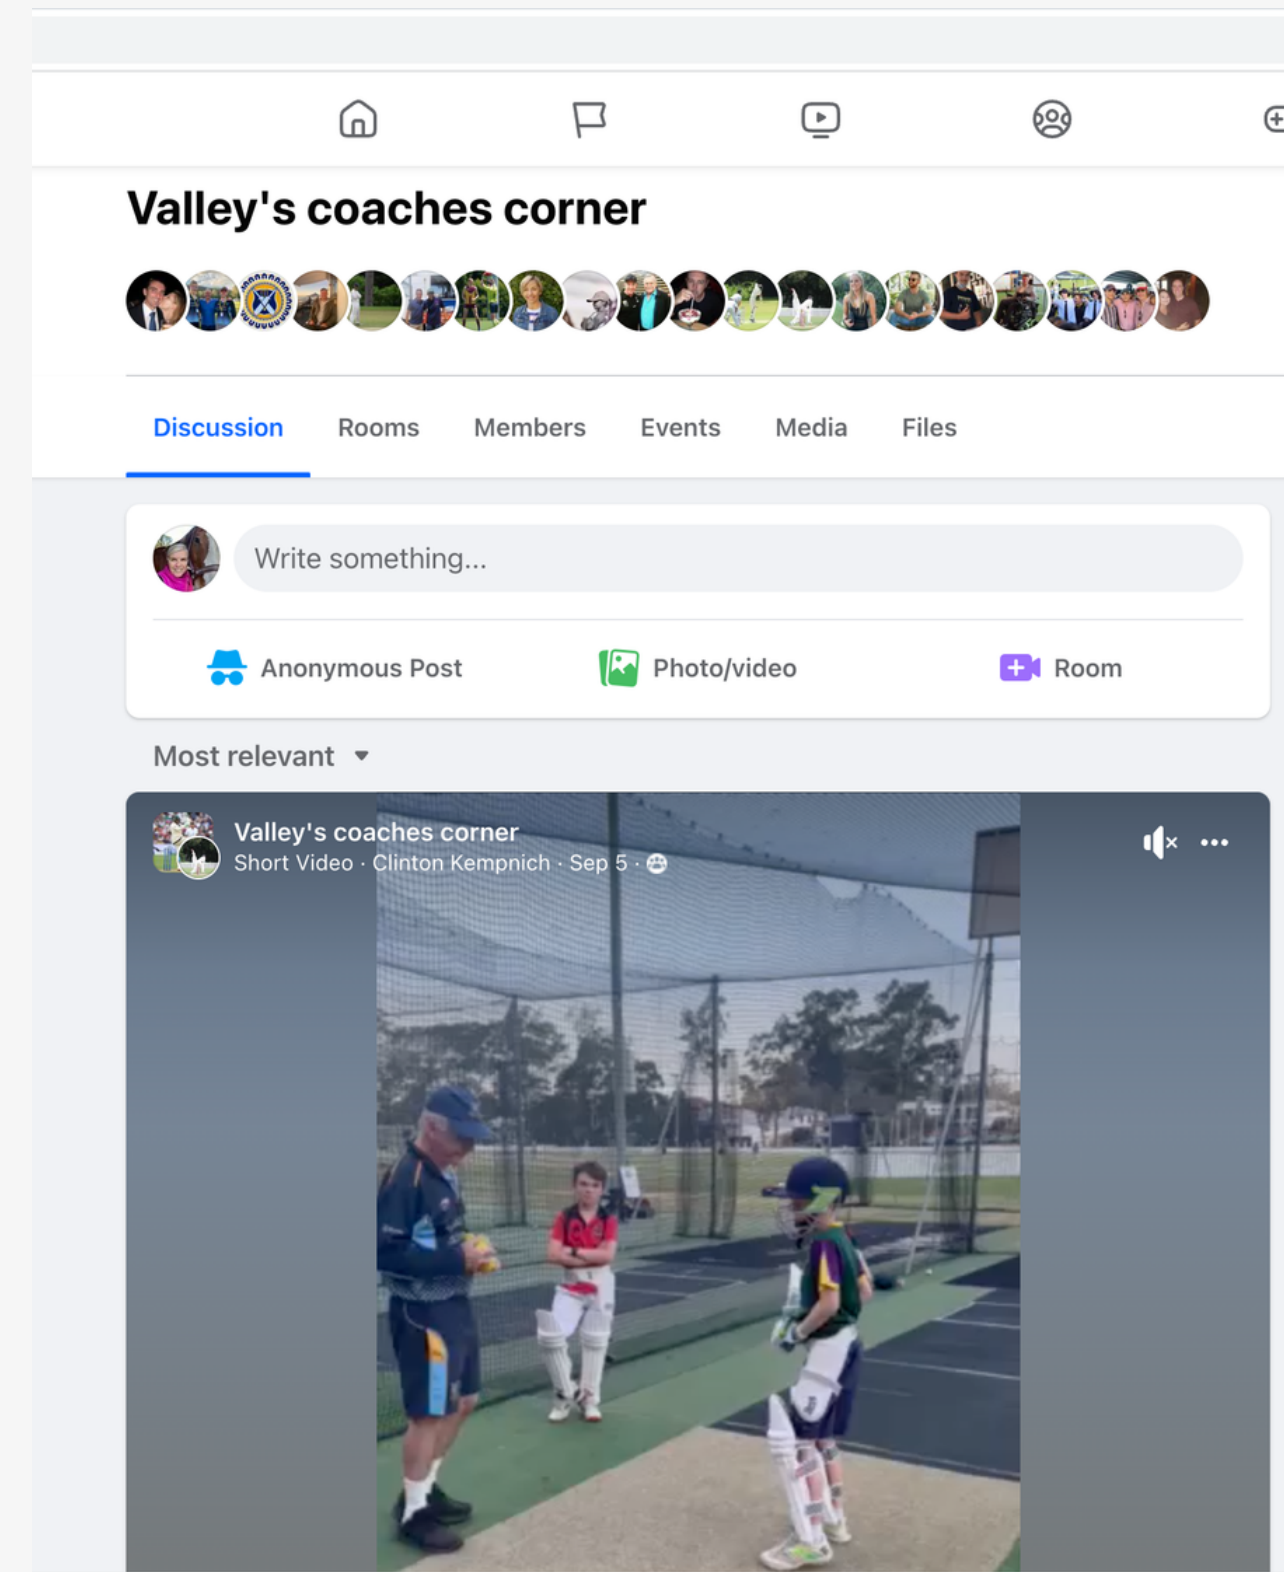 Valley's coaches corner
Discussion Rooms Members Events Media Files
Write something...
Anonymous Post Photo/video Room
Most relevant
Valley's coaches corner
Short Video · Clinton Kempnich · Sep 5 ·